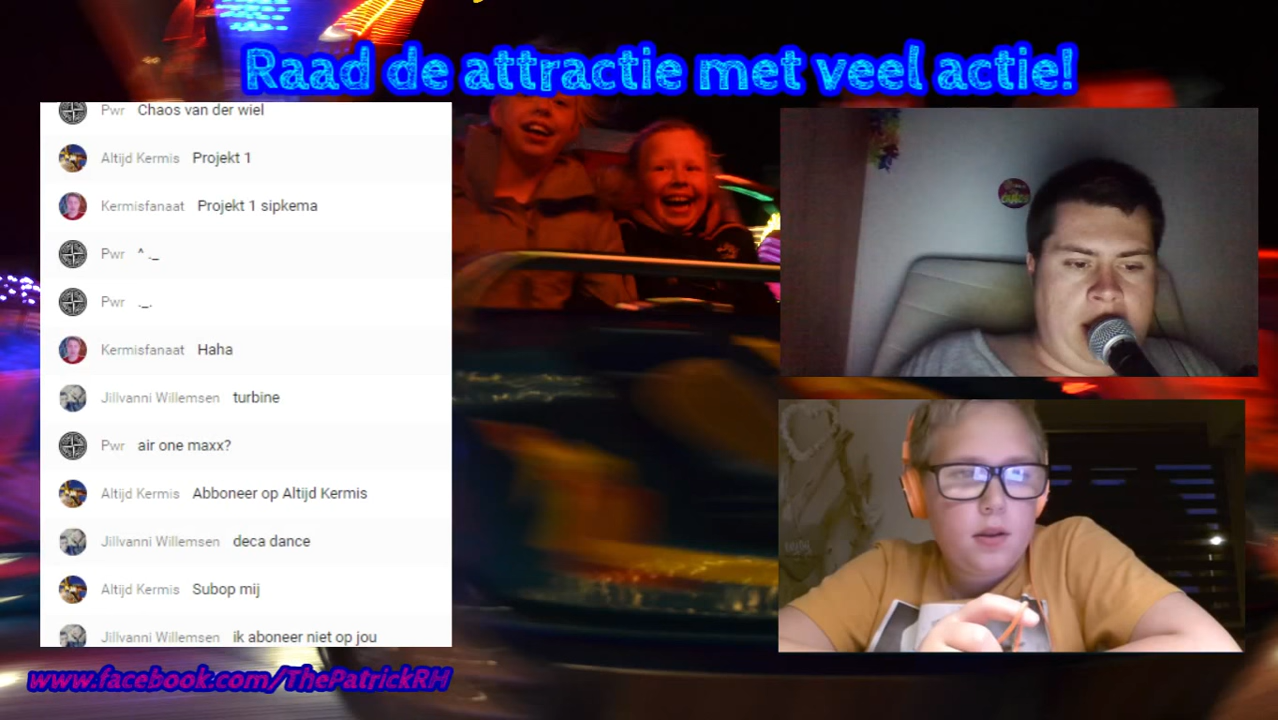 Raad de attractie met veel actie!
Pwr Chaos van der wiel
Altijd Kermis Projekt 1
Kermisfanaat Projekt 1 sipkema
Pwr ^ ._
Pwr ._.
Kermisfanaat Haha
Jillvanni Willemsen turbine
Pwr air one maxx?
Altijd Kermis Abboneer op Altijd Kermis
Jillvanni Willemsen deca dance
Altijd Kermis Subop mij
Jillvanni Willemsen ik aboneer niet op jou
www.facebook.com/ThePatrickRH